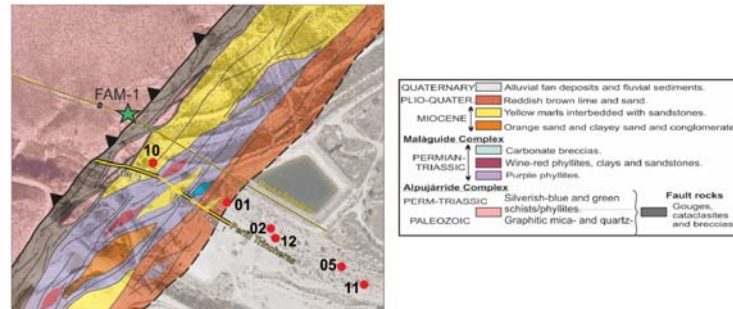 FAM-1
10
01
02
12
05
11
QUATERNARY Alluvial fan deposits and fluvial sediments.
PLIO-QUATER. Reddish brown lime and sand.
MIOCENE Yellow marls interbedded with sandstones.
Orange sand and clayey sand and conglomerate
Malàguide Complex
PERMIAN-TRIASSIC Carbonate breccias.
Wine-red phyllites, clays and sandstones.
Purple phyllites.
Alpujárride Complex
PERM-TRIASSIC Silverish-blue and green schists/phyllites.
PALEOZOIC Graphitic mica- and quartz-
Fault rocks
Gouges, cataclasites and breccias